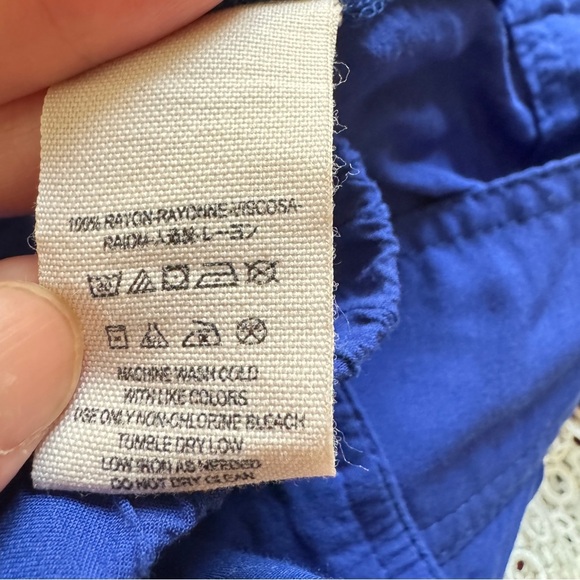 100% RAYON-RAYONNE-VISCOSA-
RAION-人造絲-レーヨン
MACHINE WASH COLD
WITH LIKE COLORS
USE ONLY NON-CHLORINE BLEACH
TUMBLE DRY LOW
LOW IRON AS NEEDED
DO NOT DRY CLEAN